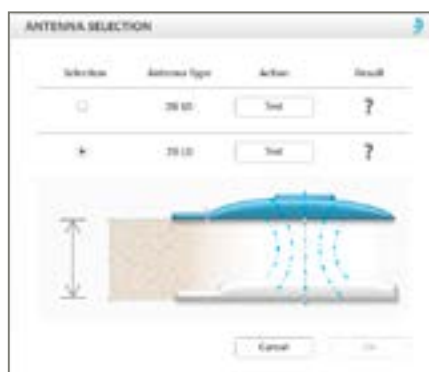 ANTENNA SELECTION
Selection Antenna Type Action Result
Test ?
Test ?
Cancel